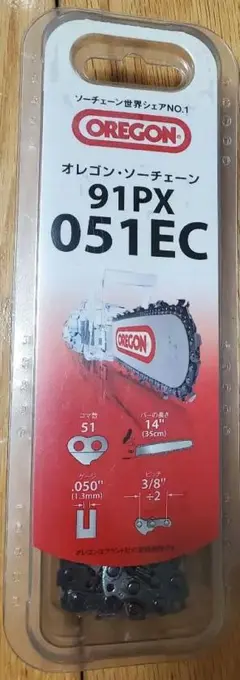 ソーチェーン世界シェアNO.1
OREGON
オレゴン・ソーチェーン
91PX
051EC
OREGON
コマ数
51
バーの長さ
14"
(35cm)
ゲージ
.050"
(1.3mm)
ピッチ
3/8"
÷2